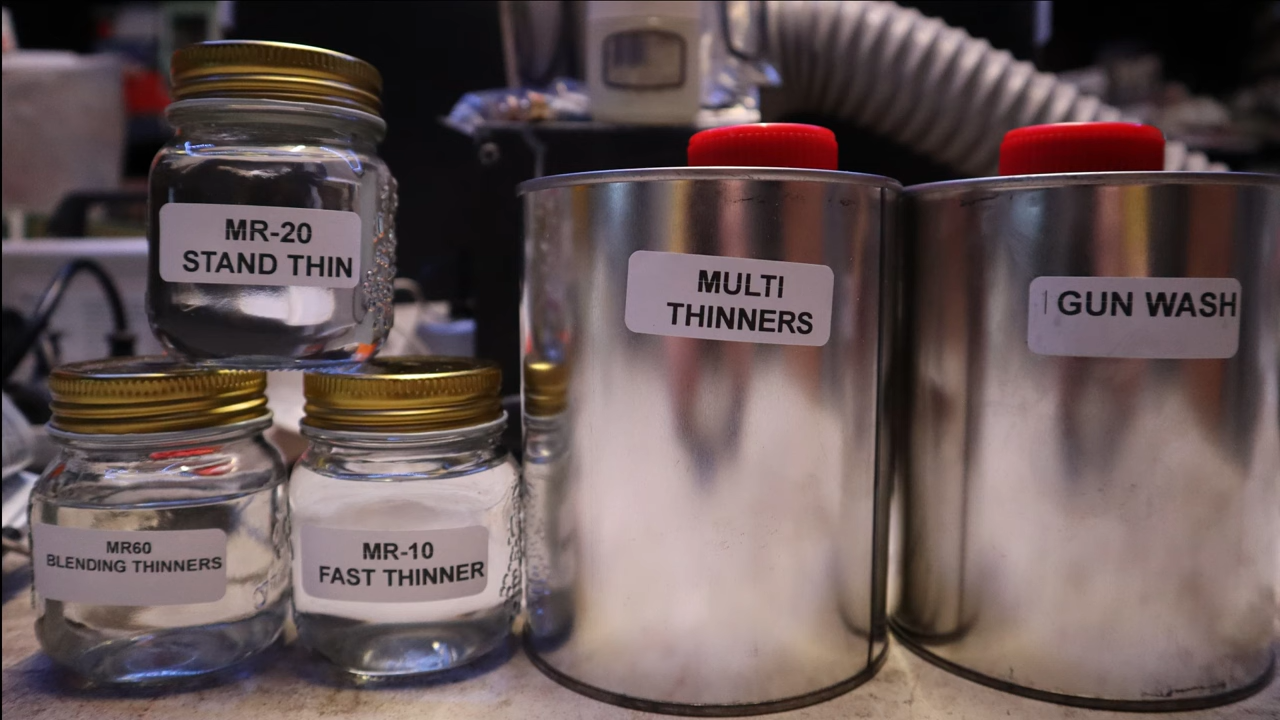 MR-20
STAND THIN
MR60
BLENDING THINNERS
MR-10
FAST THINNER
MULTI
THINNERS
GUN WASH